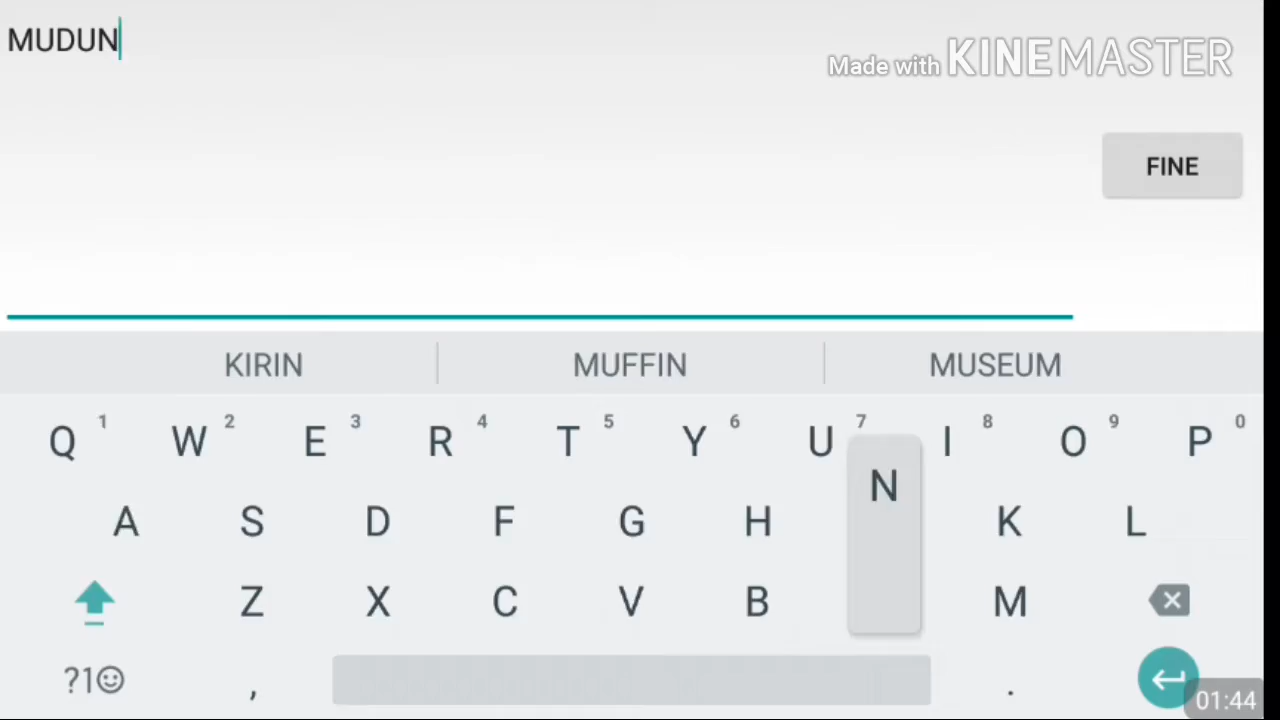 MUDUN
Made with KINEMASTER
FINE
KIRIN MUFFIN MUSEUM
Q 1 W 2 E 3 R 4 T 5 Y 6 U 7 I 8 O 9 P 0
A S D F G H K L
N
Z X C V B M
?1☺ , .
01:44